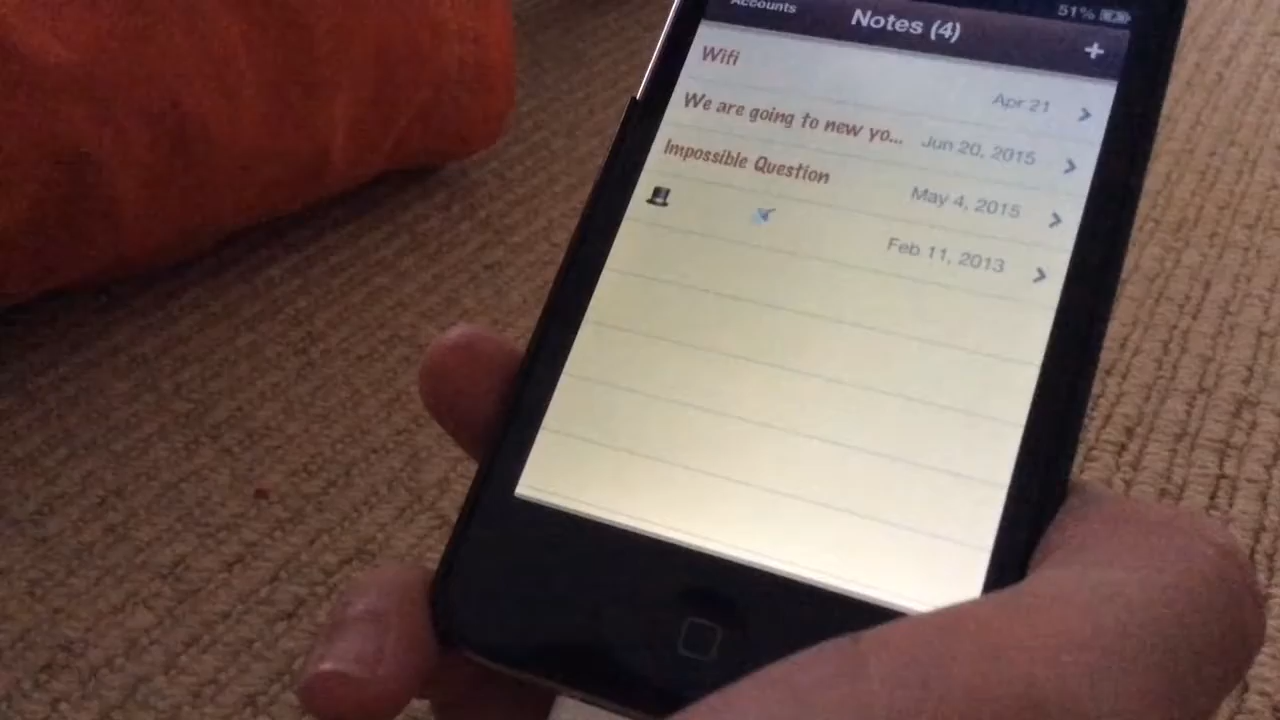 Accounts
Notes (4)
51%
+
Wifi
Apr 21
We are going to new yo...
Jun 20, 2015
Impossible Question
May 4, 2015
Feb 11, 2013